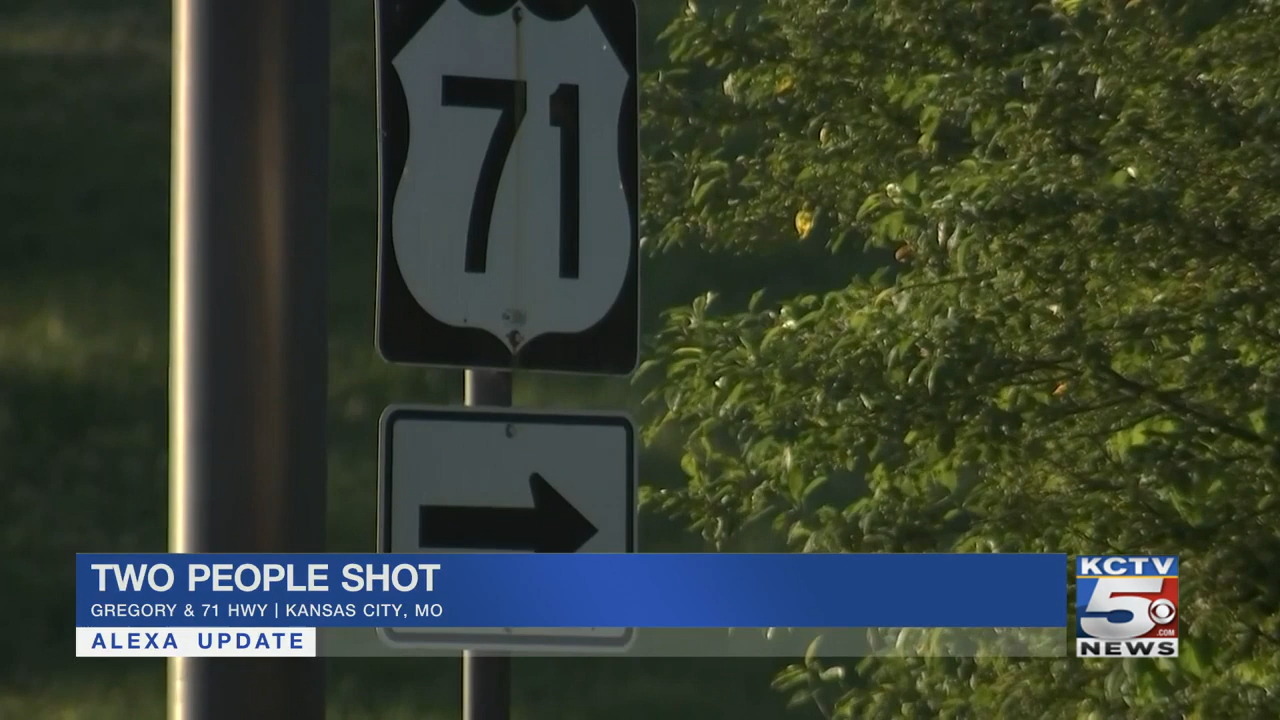 71
TWO PEOPLE SHOT
GREGORY & 71 HWY | KANSAS CITY, MO
ALEXA UPDATE
KCTV
5
.COM
NEWS